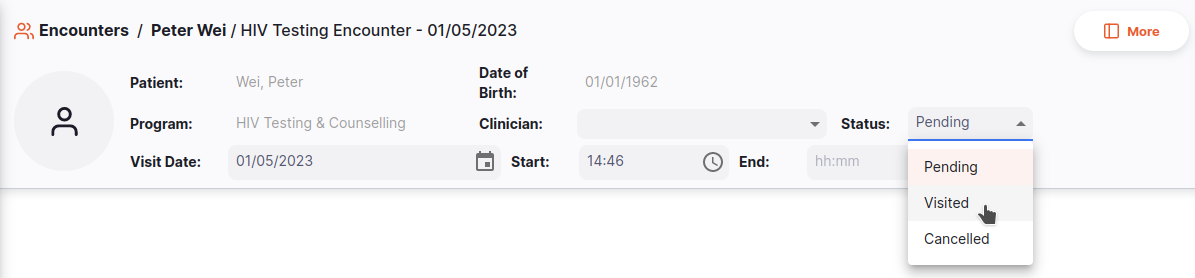 Encounters / Peter Wei / HIV Testing Encounter - 01/05/2023
More
Patient: Wei, Peter Date of Birth: 01/01/1962
Program: HIV Testing & Counselling Clinician: Status: Pending
Visit Date: 01/05/2023 Start: 14:46 End: hh:mm
Pending
Visited
Cancelled